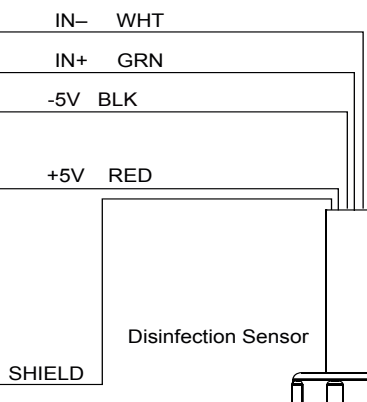 IN– WHT
IN+ GRN
-5V BLK
+5V RED
Disinfection Sensor
SHIELD